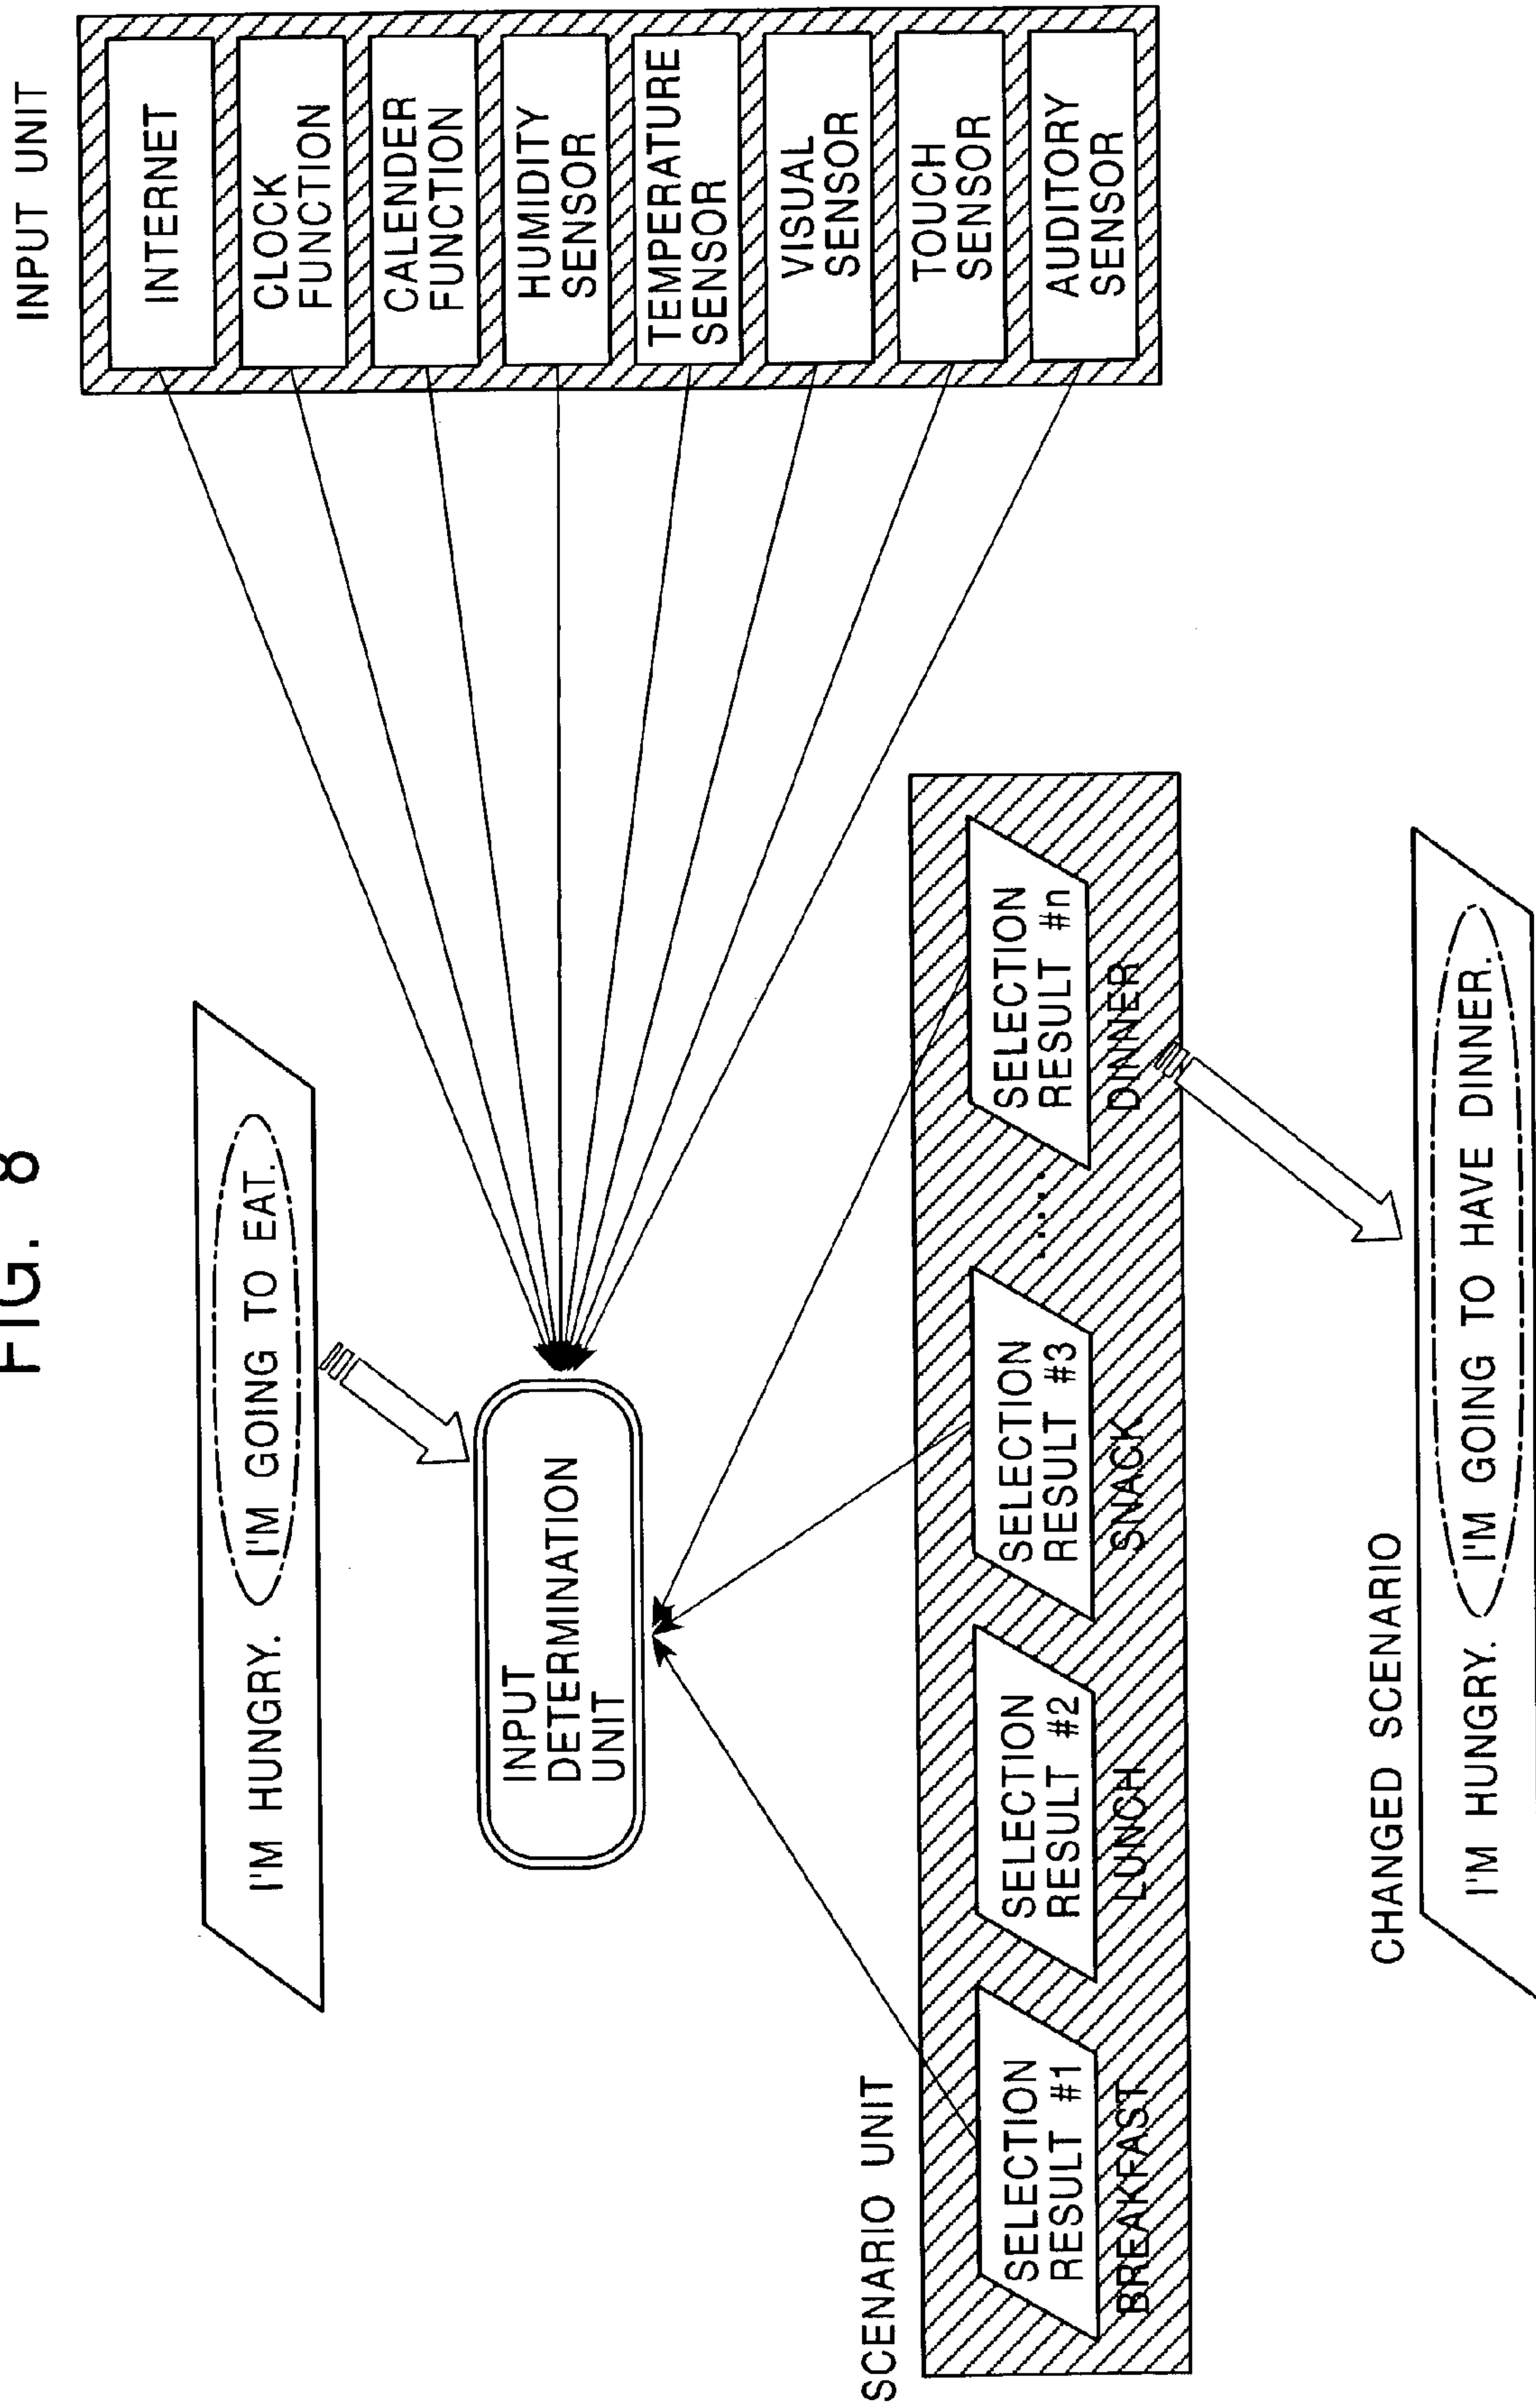 FIG. 8
INPUT UNIT
I'M HUNGRY. I'M GOING TO EAT.
INTERNET
CLOCK
FUNCTION
CALENDER
FUNCTION
HUMIDITY
SENSOR
TEMPERATURE
SENSOR
VISUAL
SENSOR
TOUCH
SENSOR
AUDITORY
SENSOR
INPUT
DETERMINATION
UNIT
SCENARIO UNIT
SELECTION
RESULT #1
BREAKFAST
SELECTION
RESULT #2
LUNCH
SELECTION
RESULT #3
SNACK
.....
SELECTION
RESULT #n
DINNER
CHANGED SCENARIO
I'M HUNGRY. I'M GOING TO HAVE DINNER.